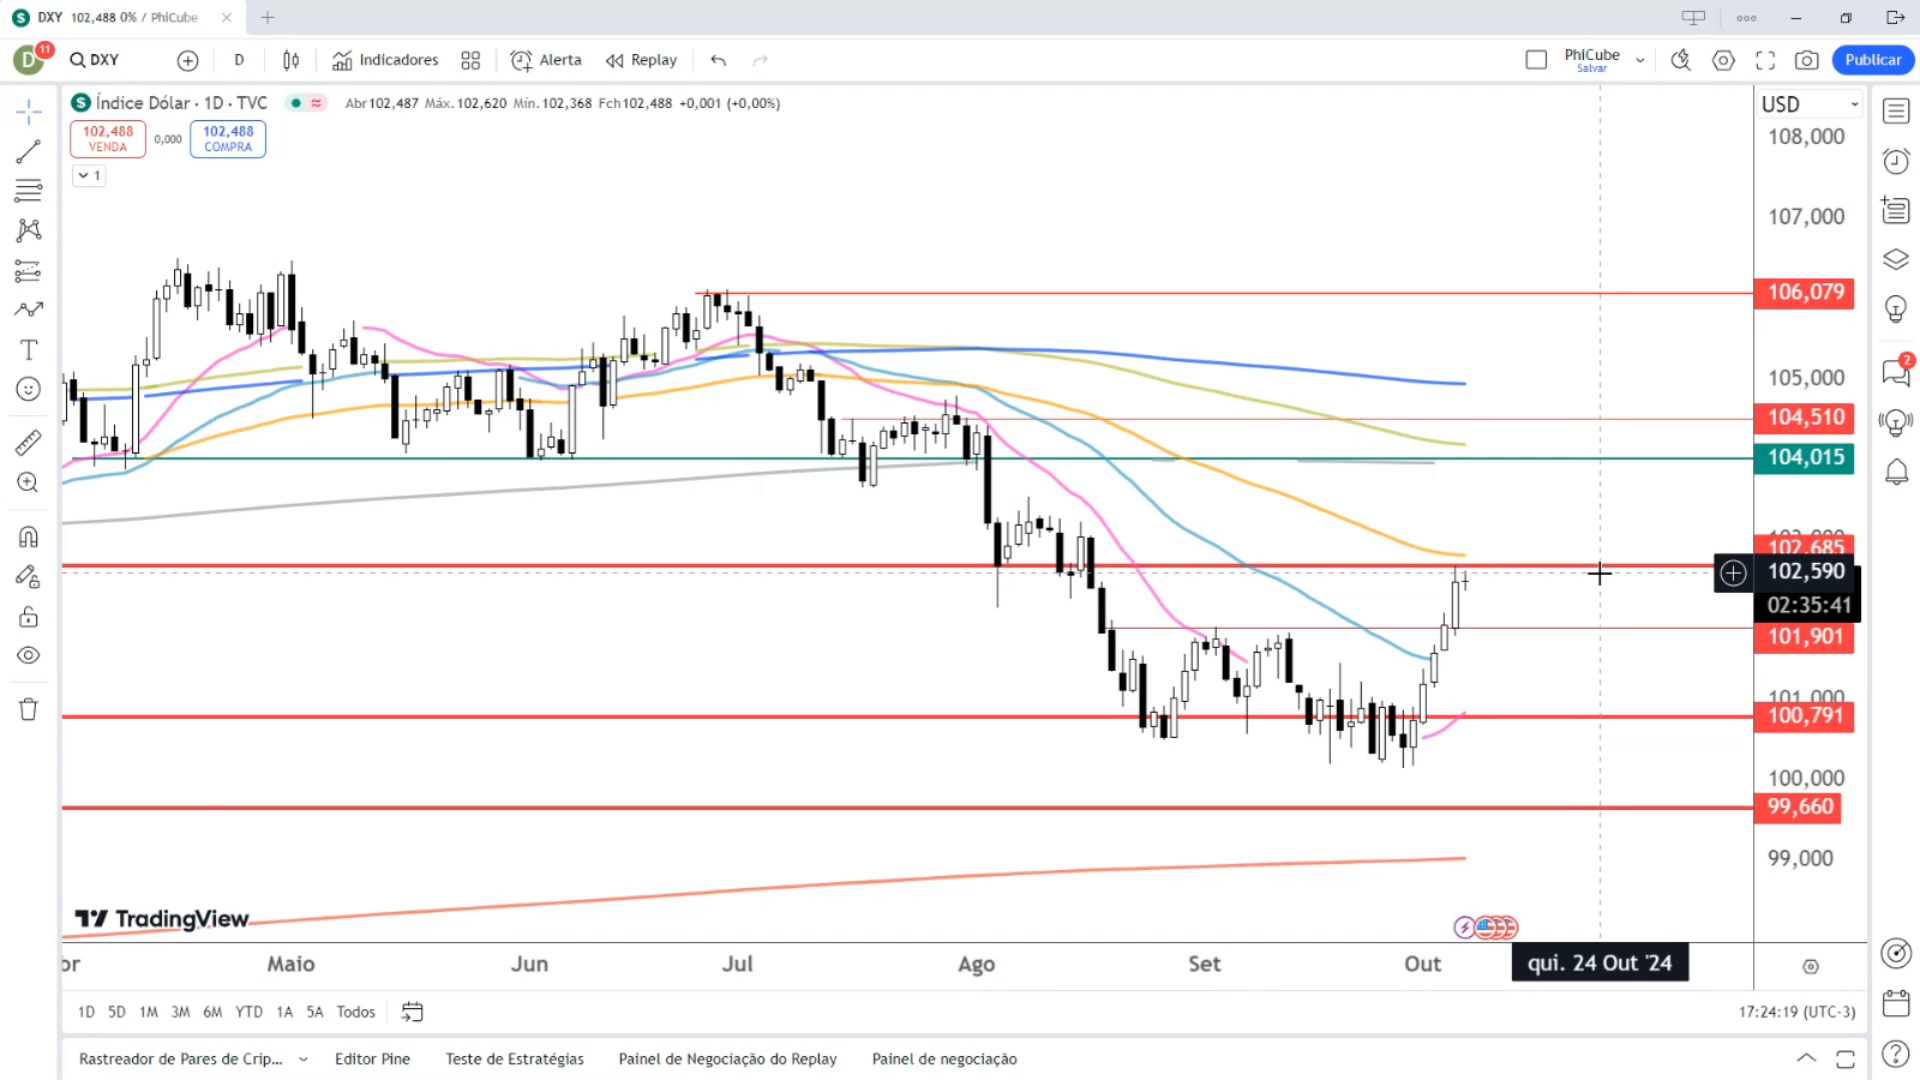 DXY 102,488 0% / PhiCube
D 11 DXY D Indicadores Alerta Replay PhiCube Salvar Publicar
Índice Dólar · 1D · TVC Abr102,487 Máx.102,620 Mín.102,368 Fch102,488 +0,001 (+0,00%)
102,488 VENDA 0,000 102,488 COMPRA
1
USD
108,000
107,000
106,079
105,000
104,510
104,015
102,685
102,590
02:35:41
101,901
101,000
100,791
100,000
99,660
99,000
2
TradingView
Maio Jun Jul Ago Set Out qui. 24 Out '24
1D 5D 1M 3M 6M YTD 1A 5A Todos 17:24:19 (UTC-3)
Rastreador de Pares de Crip... Editor Pine Teste de Estratégias Painel de Negociação do Replay Painel de negociação